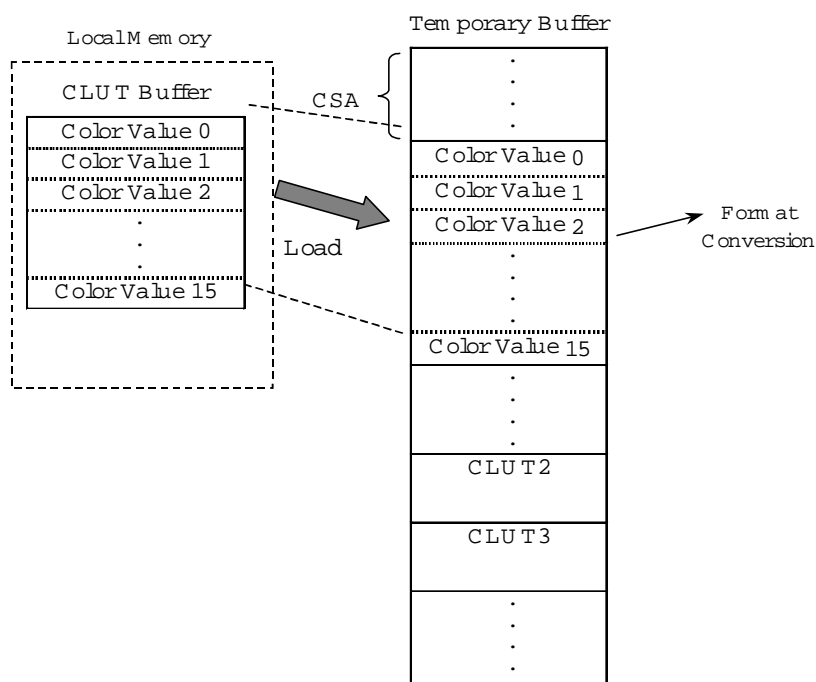 Local Memory
CLUT Buffer
Color Value 0
Color Value 1
Color Value 2
Color Value 15
Load
Temporary Buffer
CSA
Color Value 0
Color Value 1
Color Value 2
Color Value 15
CLUT2
CLUT3
Format
Conversion